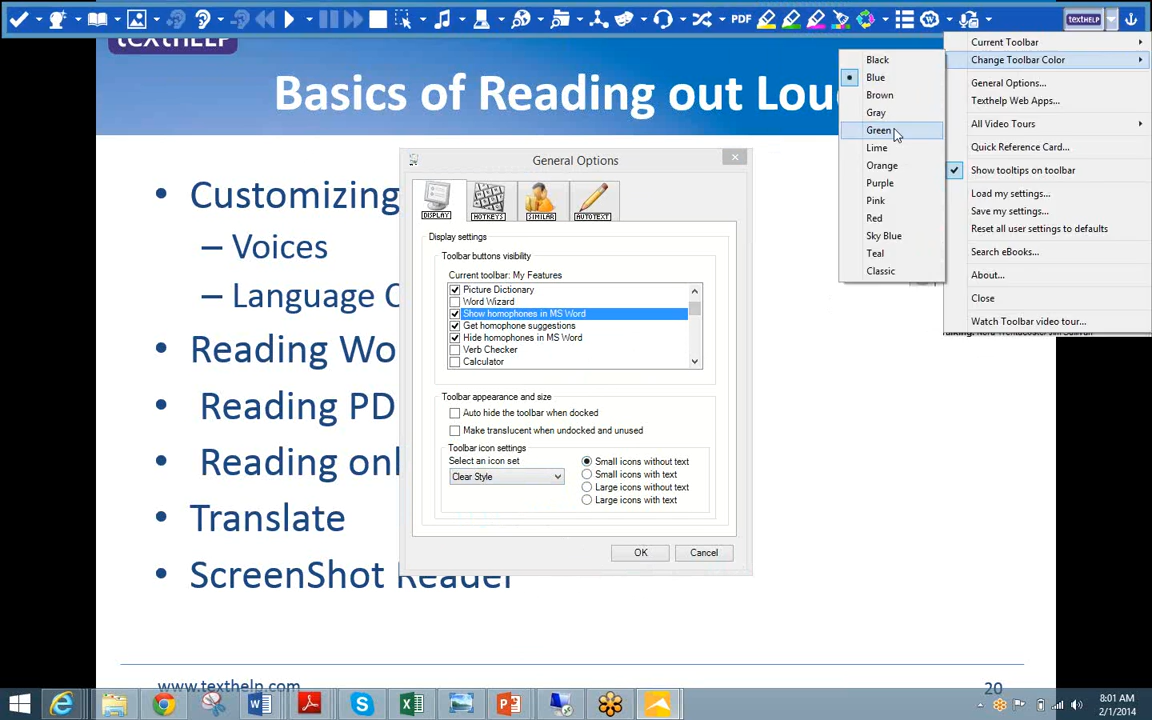 PDF
texthelp
texthelp
Basics of Reading out Lou
Customizing
– Voices
– Language C
Reading Wo
Reading PD
Reading onl
Translate
ScreenShot Reader
www.texthelp.com
20
General Options
DISPLAY
HOTKEYS
SIMILAR
AUTOTEXT
Display settings
Toolbar buttons visibility
Current toolbar: My Features
Picture Dictionary
Word Wizard
Show homophones in MS Word
Get homophone suggestions
Hide homophones in MS Word
Verb Checker
Calculator
Toolbar appearance and size
Auto hide the toolbar when docked
Make translucent when undocked and unused
Toolbar icon settings
Select an icon set
Clear Style
Small icons without text
Small icons with text
Large icons without text
Large icons with text
OK
Cancel
Black
Blue
Brown
Gray
Green
Lime
Orange
Purple
Pink
Red
Sky Blue
Teal
Classic
Current Toolbar
Change Toolbar Color
General Options...
Texthelp Web Apps...
All Video Tours
Quick Reference Card...
Show tooltips on toolbar
Load my settings...
Save my settings...
Reset all user settings to defaults
Search eBooks...
About...
Close
Watch Toolbar video tour...
8:01 AM
2/1/2014